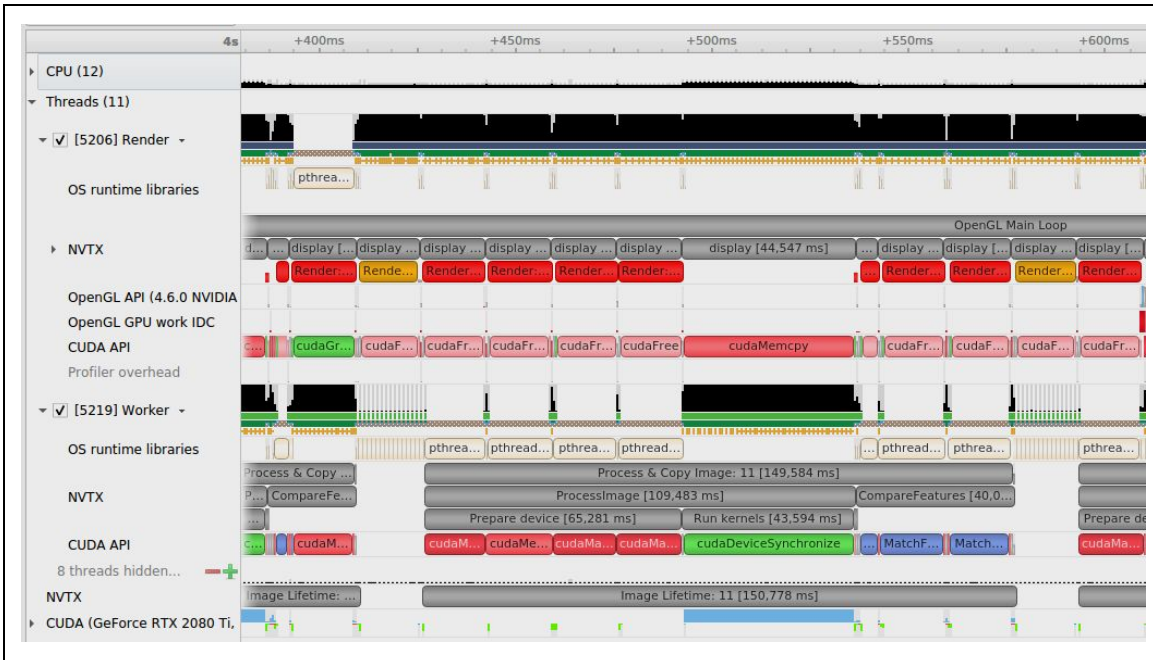 4s +400ms +450ms +500ms +550ms +600ms
CPU (12)
Threads (11)
[5206] Render
OS runtime libraries pthrea...
OpenGL Main Loop
NVTX d... ... display [... display ... display ... display ... display ... display ... display [44,547 ms] ... display ... display [... display ... display [...
Render:... Rende... Render... Render:... Render... Render:... ... Render... Render... Render... Render...
OpenGL API (4.6.0 NVIDIA
OpenGL GPU work IDC
CUDA API c... cudaGr... cudaF... cudaFr... cudaFr... cudaFr... cudaFree cudaMemcpy cudaFr... cudaF... cudaF... cudaFr...
Profiler overhead
[5219] Worker
OS runtime libraries pthrea... pthread... pthrea... pthread... ... pthread... pthrea... pthrea...
Process & Copy ... Process & Copy Image: 11 [149,584 ms]
NVTX P... CompareFe... ProcessImage [109,483 ms] CompareFeatures [40,0...
... Prepare device [65,281 ms] Run kernels [43,594 ms] Prepare de
CUDA API c... cudaM... cudaM... cudaMe... cudaMa... cudaMa... cudaDeviceSynchronize ... MatchF... Match... cudaMa...
8 threads hidden...
NVTX Image Lifetime: ... Image Lifetime: 11 [150,778 ms]
CUDA (GeForce RTX 2080 Ti,